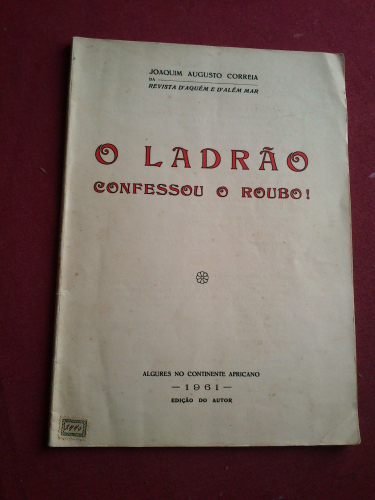 JOAQUIM AUGUSTO CORREIA
DA
REVISTA D'AQUÉM E D'ALÉM MAR
O LADRÃO
CONFESSOU O ROUBO!
ALGURES NO CONTINENTE AFRICANO
— 1961 —
EDIÇÃO DO AUTOR